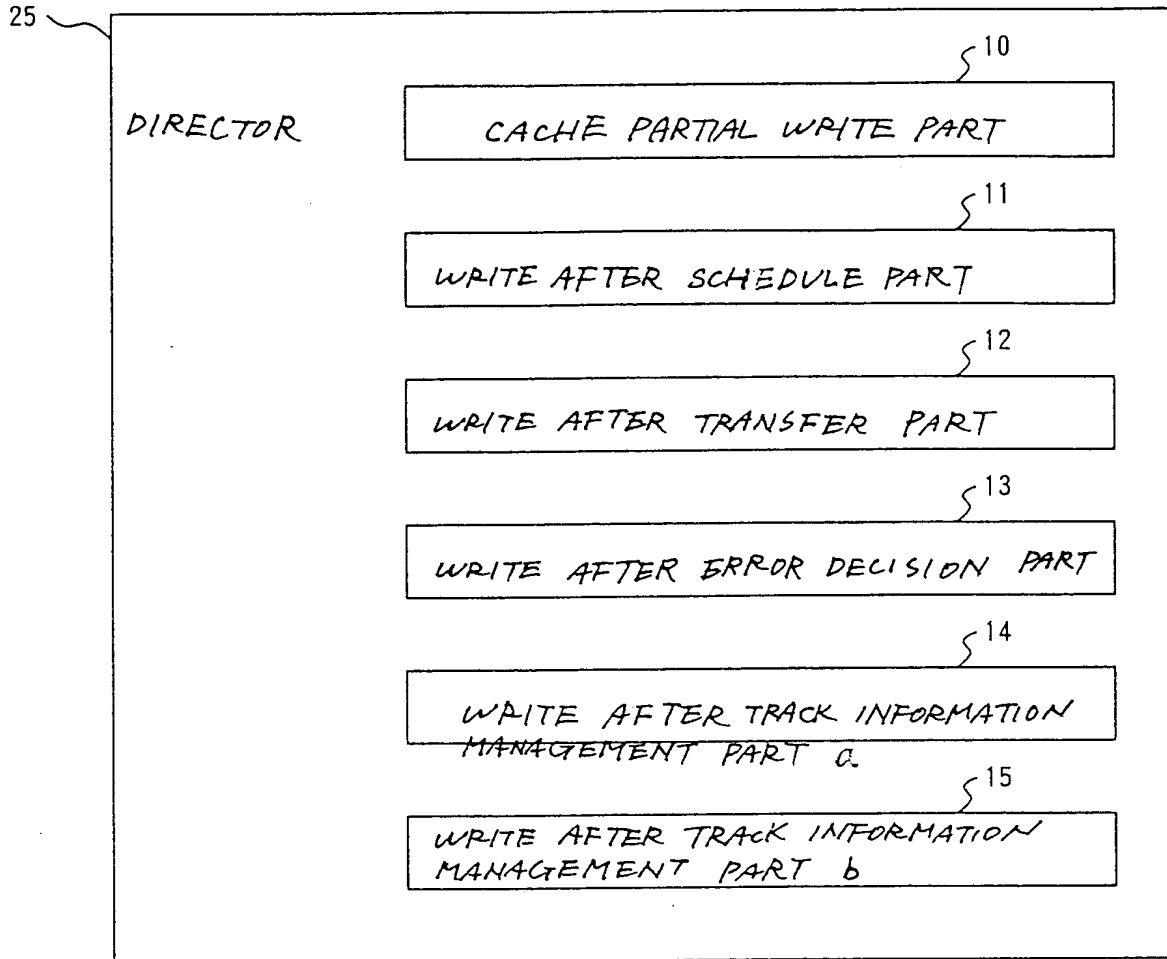 25
10
DIRECTOR CACHE PARTIAL WRITE PART
11
WRITE AFTER SCHEDULE PART
12
WRITE AFTER TRANSFER PART
13
WRITE AFTER ERROR DECISION PART
14
WRITE AFTER TRACK INFORMATION
MANAGEMENT PART a
15
WRITE AFTER TRACK INFORMATION
MANAGEMENT PART b